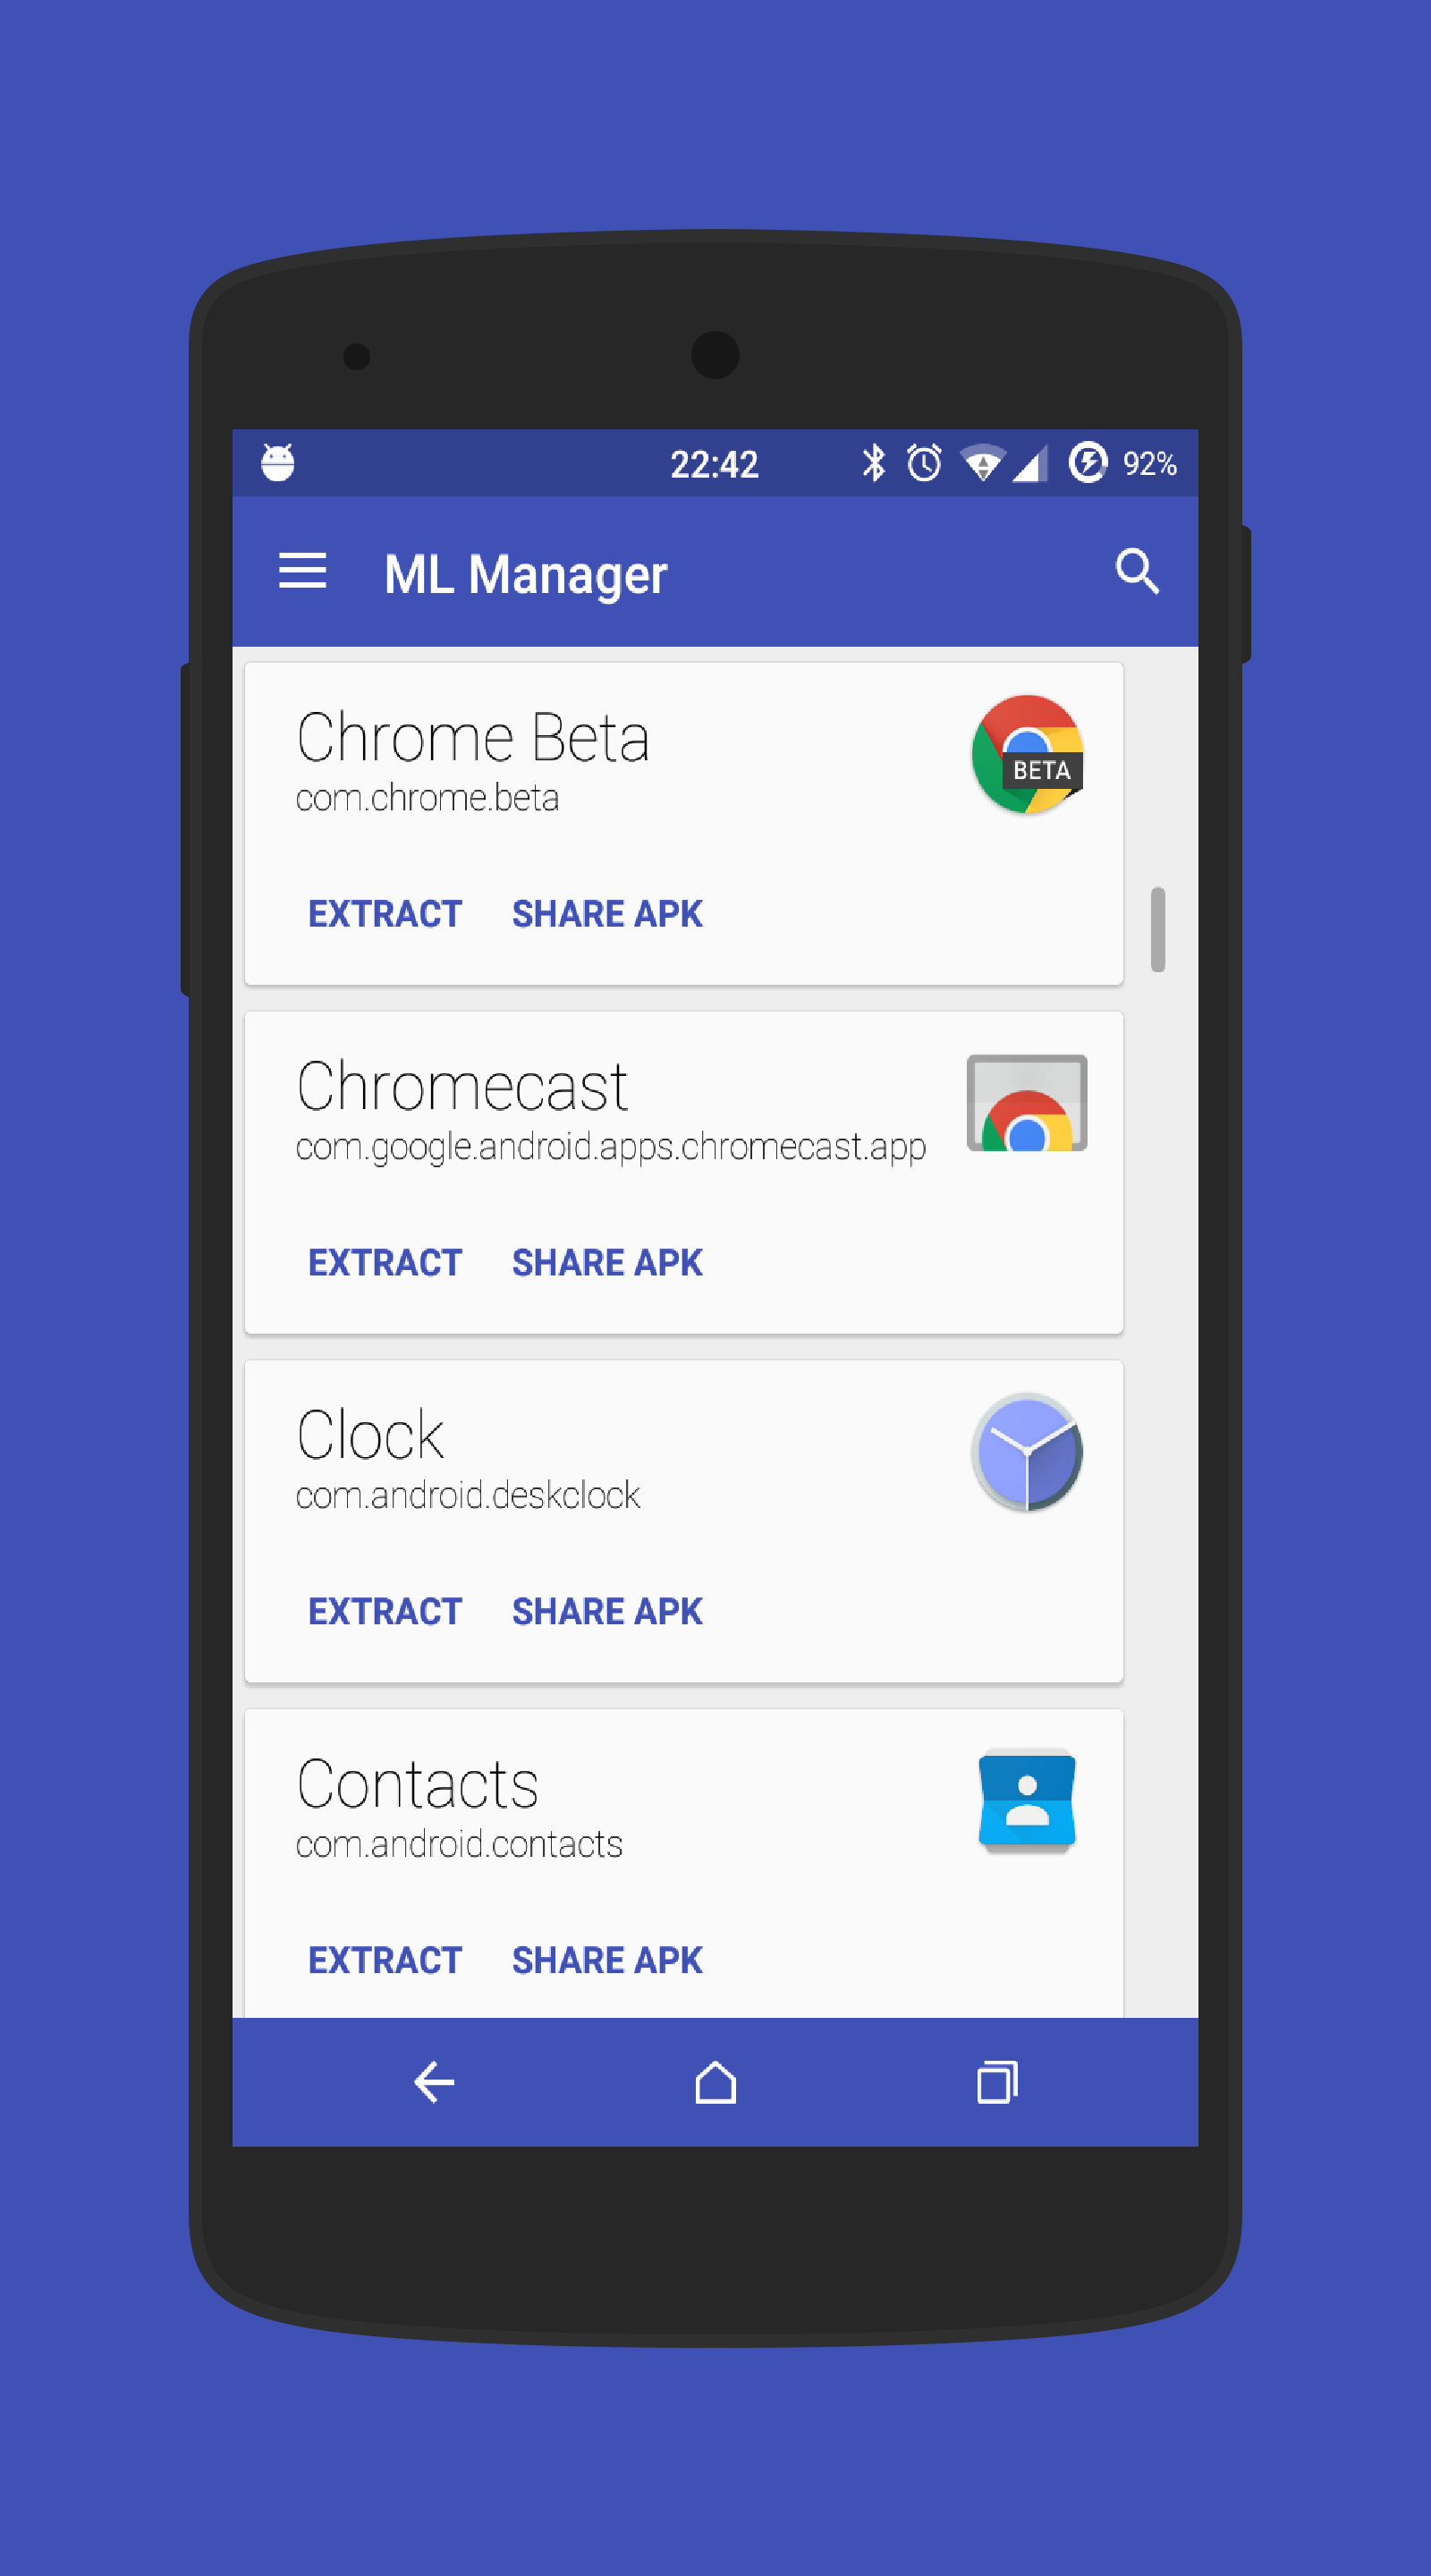 22:42 92%
ML Manager
Chrome Beta
com.chrome.beta
BETA
EXTRACT SHARE APK
Chromecast
com.google.android.apps.chromecast.app
EXTRACT SHARE APK
Clock
com.android.deskclock
EXTRACT SHARE APK
Contacts
com.android.contacts
EXTRACT SHARE APK